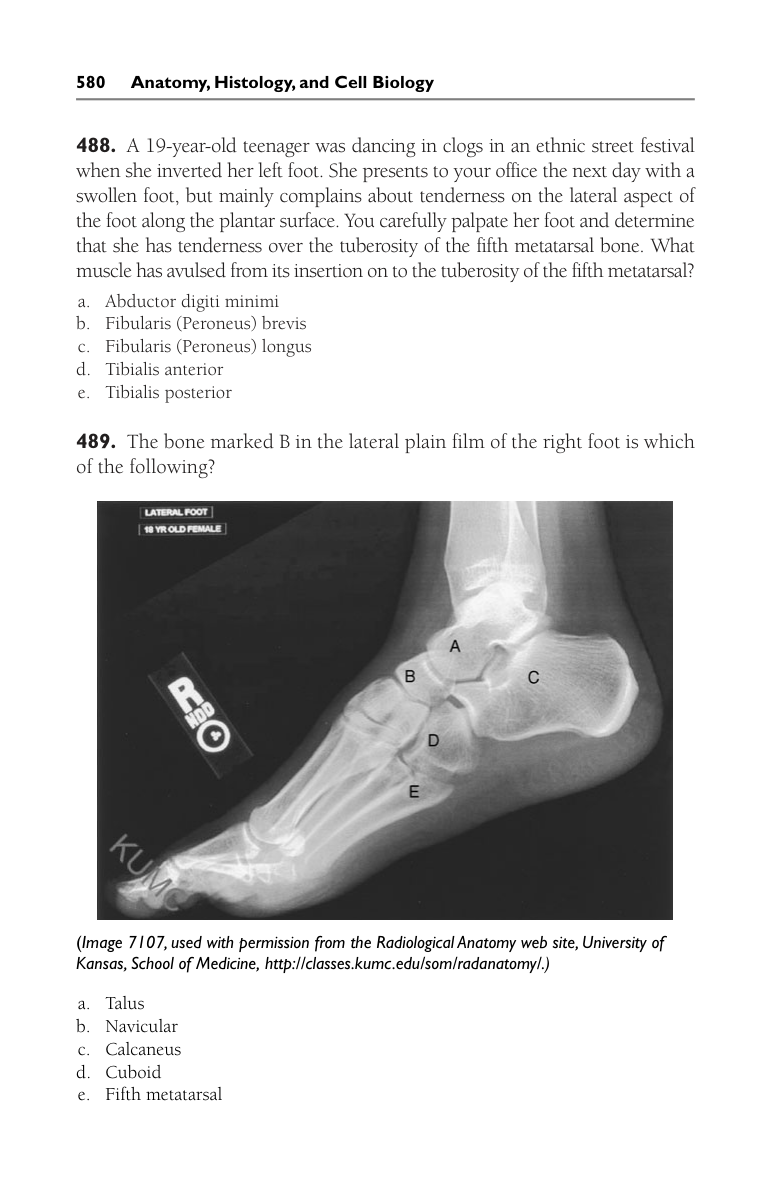 580 Anatomy, Histology, and Cell Biology
488. A 19-year-old teenager was dancing in clogs in an ethnic street festival
when she inverted her left foot. She presents to your office the next day with a
swollen foot, but mainly complains about tenderness on the lateral aspect of
the foot along the plantar surface. You carefully palpate her foot and determine
that she has tenderness over the tuberosity of the fifth metatarsal bone. What
muscle has avulsed from its insertion on to the tuberosity of the fifth metatarsal?
a. Abductor digiti minimi
b. Fibularis (Peroneus) brevis
c. Fibularis (Peroneus) longus
d. Tibialis anterior
e. Tibialis posterior
489. The bone marked B in the lateral plain film of the right foot is which
of the following?
LATERAL FOOT
18 YR OLD FEMALE
A
B
C
R
NDD
D
E
KUMC
(Image 7107, used with permission from the Radiological Anatomy web site, University of
Kansas, School of Medicine, http://classes.kumc.edu/som/radanatomy/.)
a. Talus
b. Navicular
c. Calcaneus
d. Cuboid
e. Fifth metatarsal